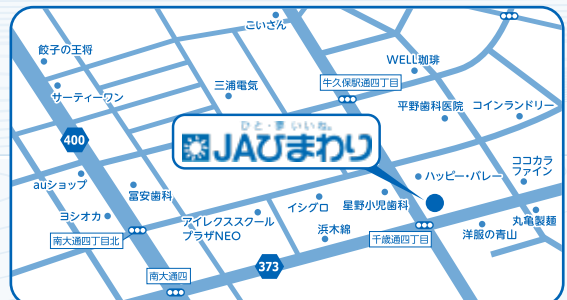 こいさん
餃子の王将
WELL珈琲
サーティーワン
三浦電気
牛久保駅通四丁目
平野歯科医院
コインランドリー
ひと・夢 いいね。
JAひまわり
400
auショップ
冨安歯科
ハッピー・バレー
ココカラ
ファイン
ヨシオカ
アイレクススクール
プラザNEO
イシグロ
星野小児歯科
丸亀製麺
南大通四丁目北
浜木綿
千歳通四丁目
洋服の青山
南大通四
373